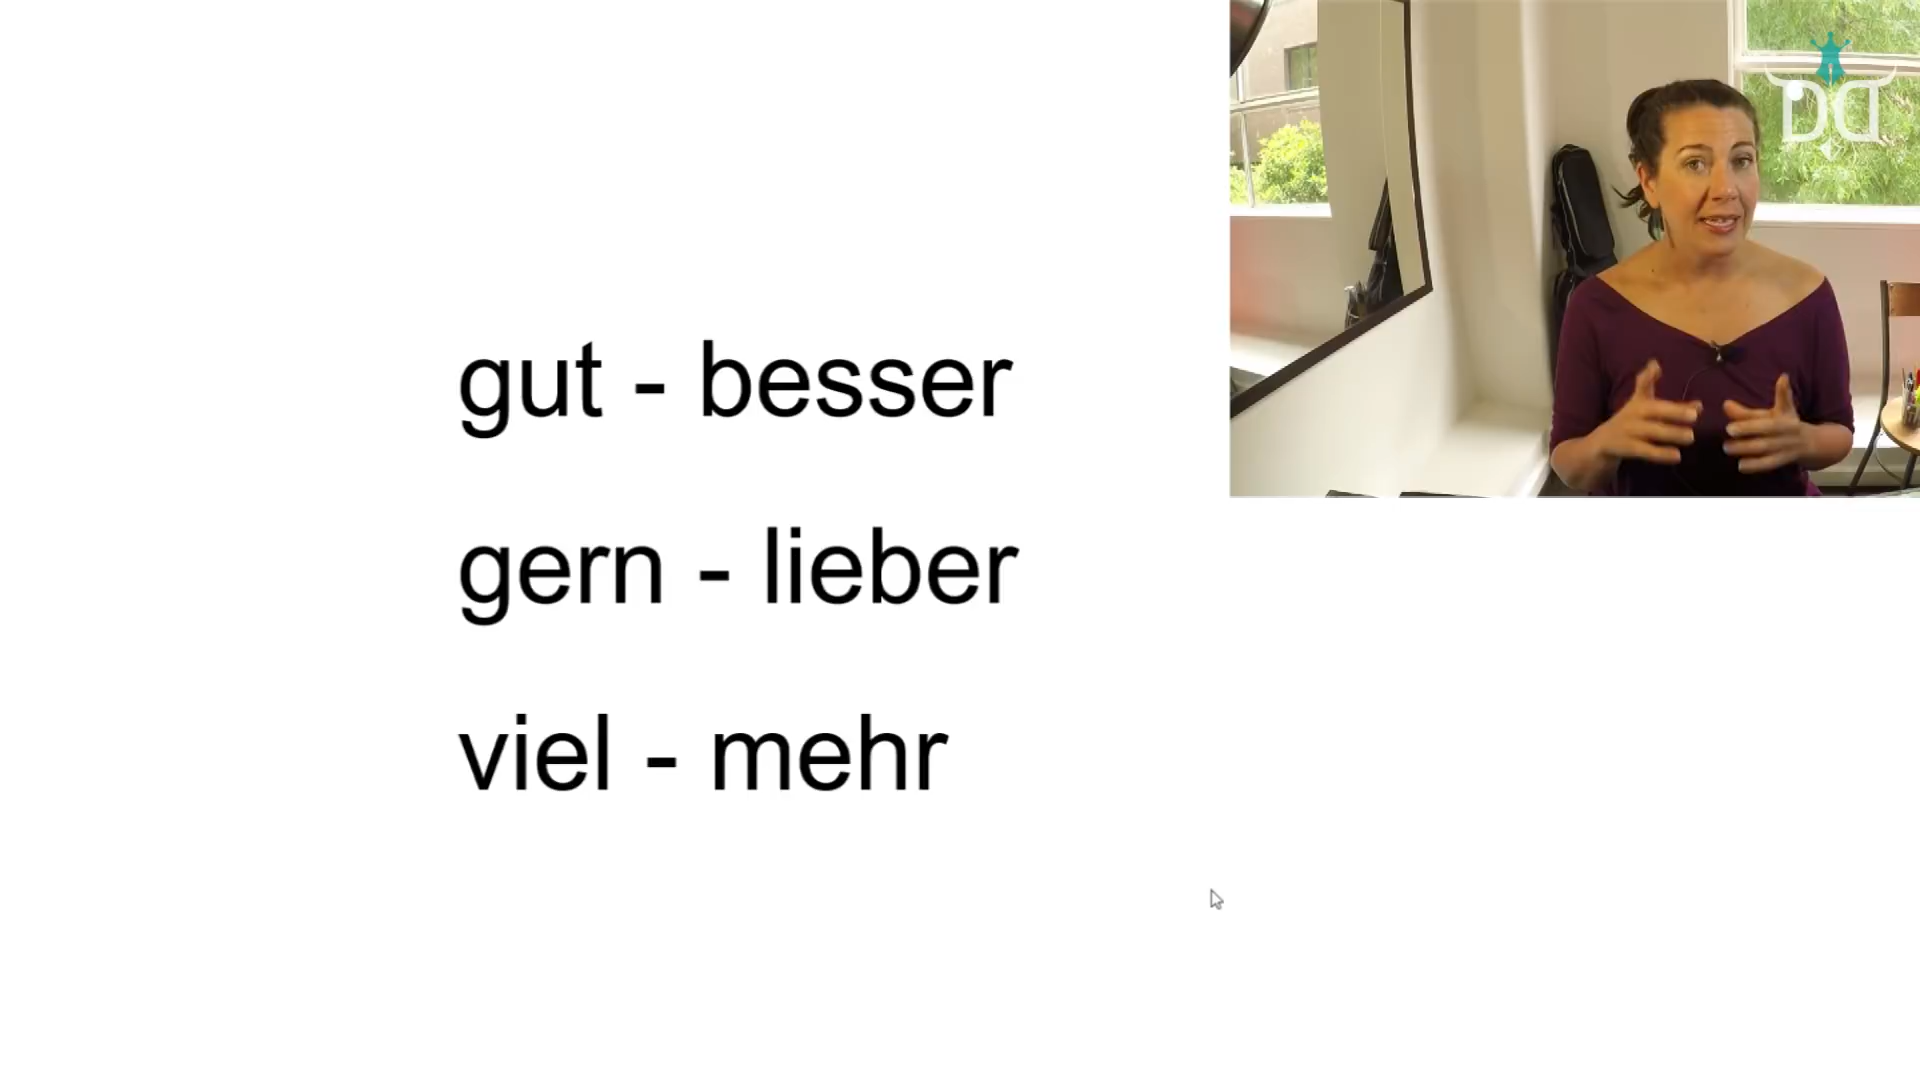 gut - besser
gern - lieber
viel - mehr